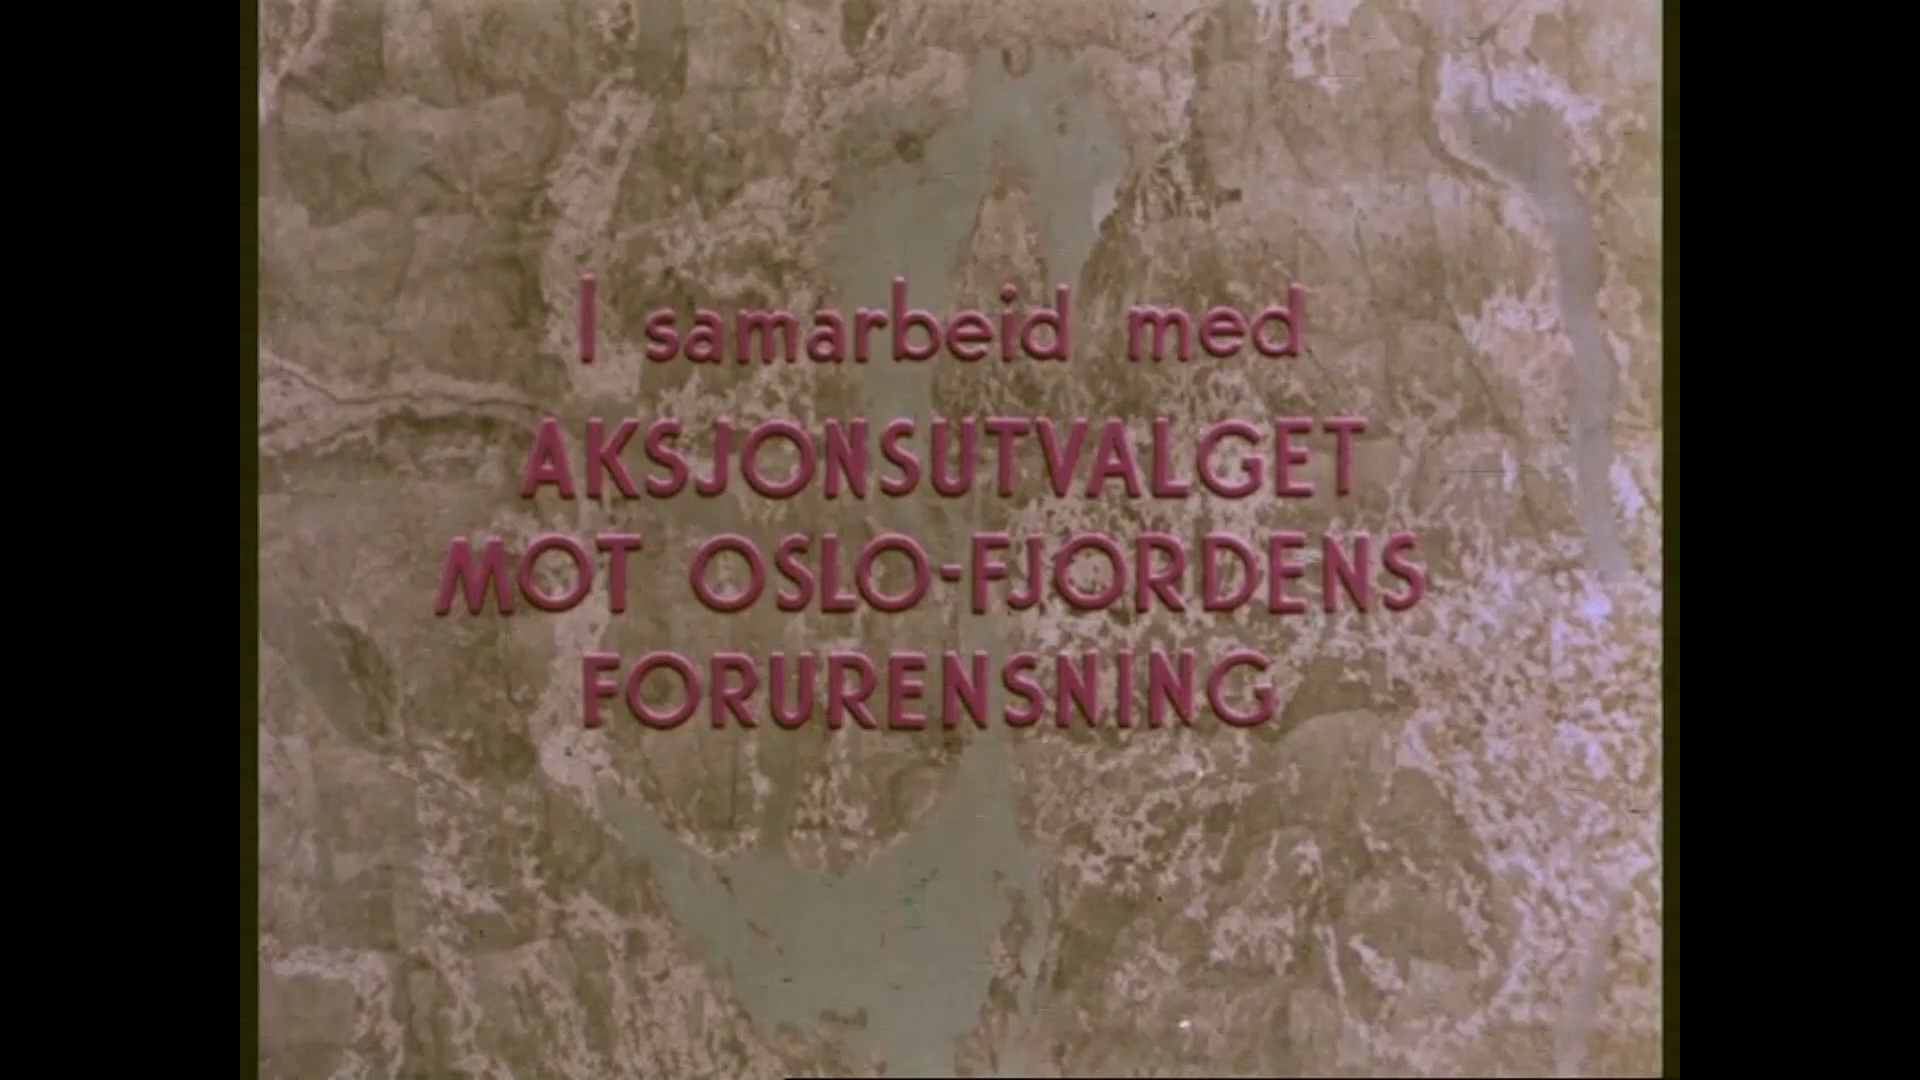 I samarbeid med
AKSJONSUTVALGET
MOT OSLO-FJORDENS
FORURENSNING